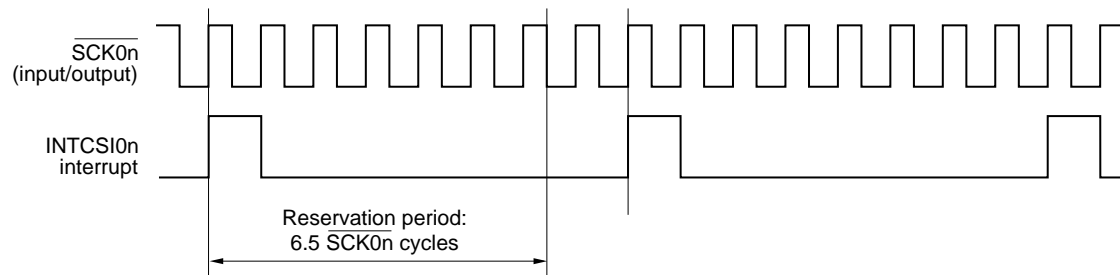 SCK0n
(input/output)
INTCSI0n
interrupt
Reservation period:
6.5 SCK0n cycles